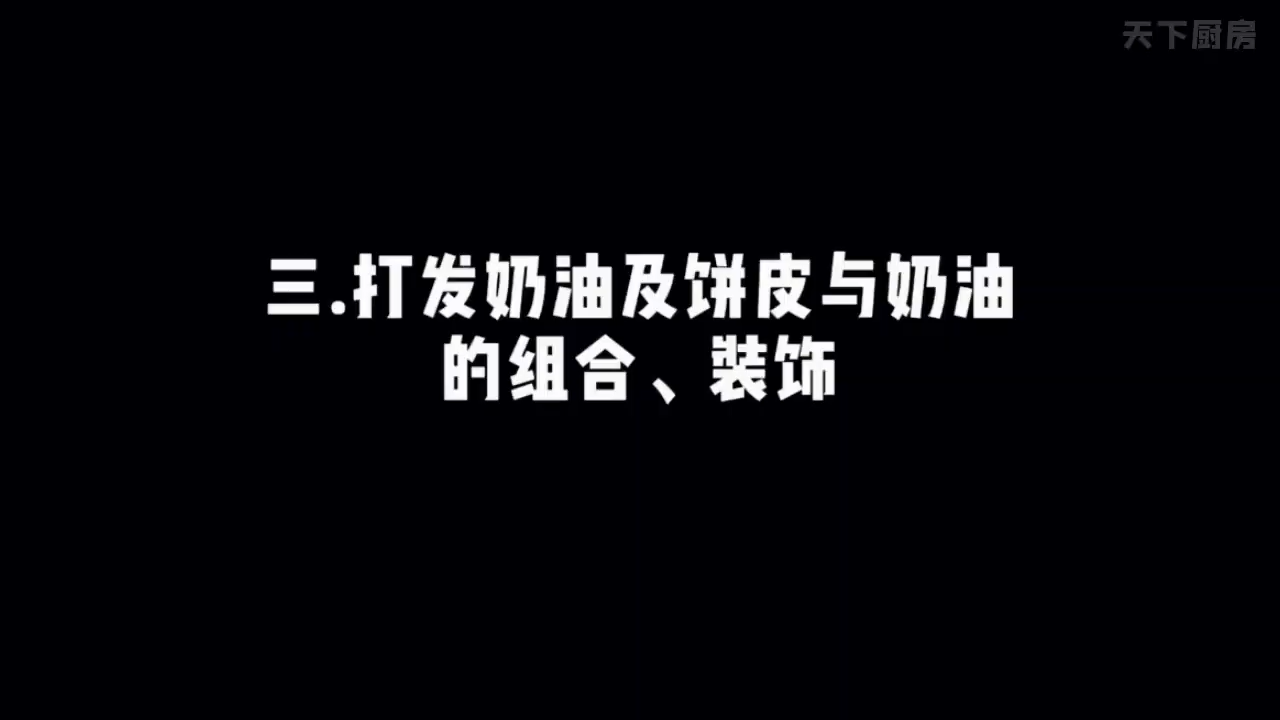 天下厨房
三.打发奶油及饼皮与奶油
的组合、装饰